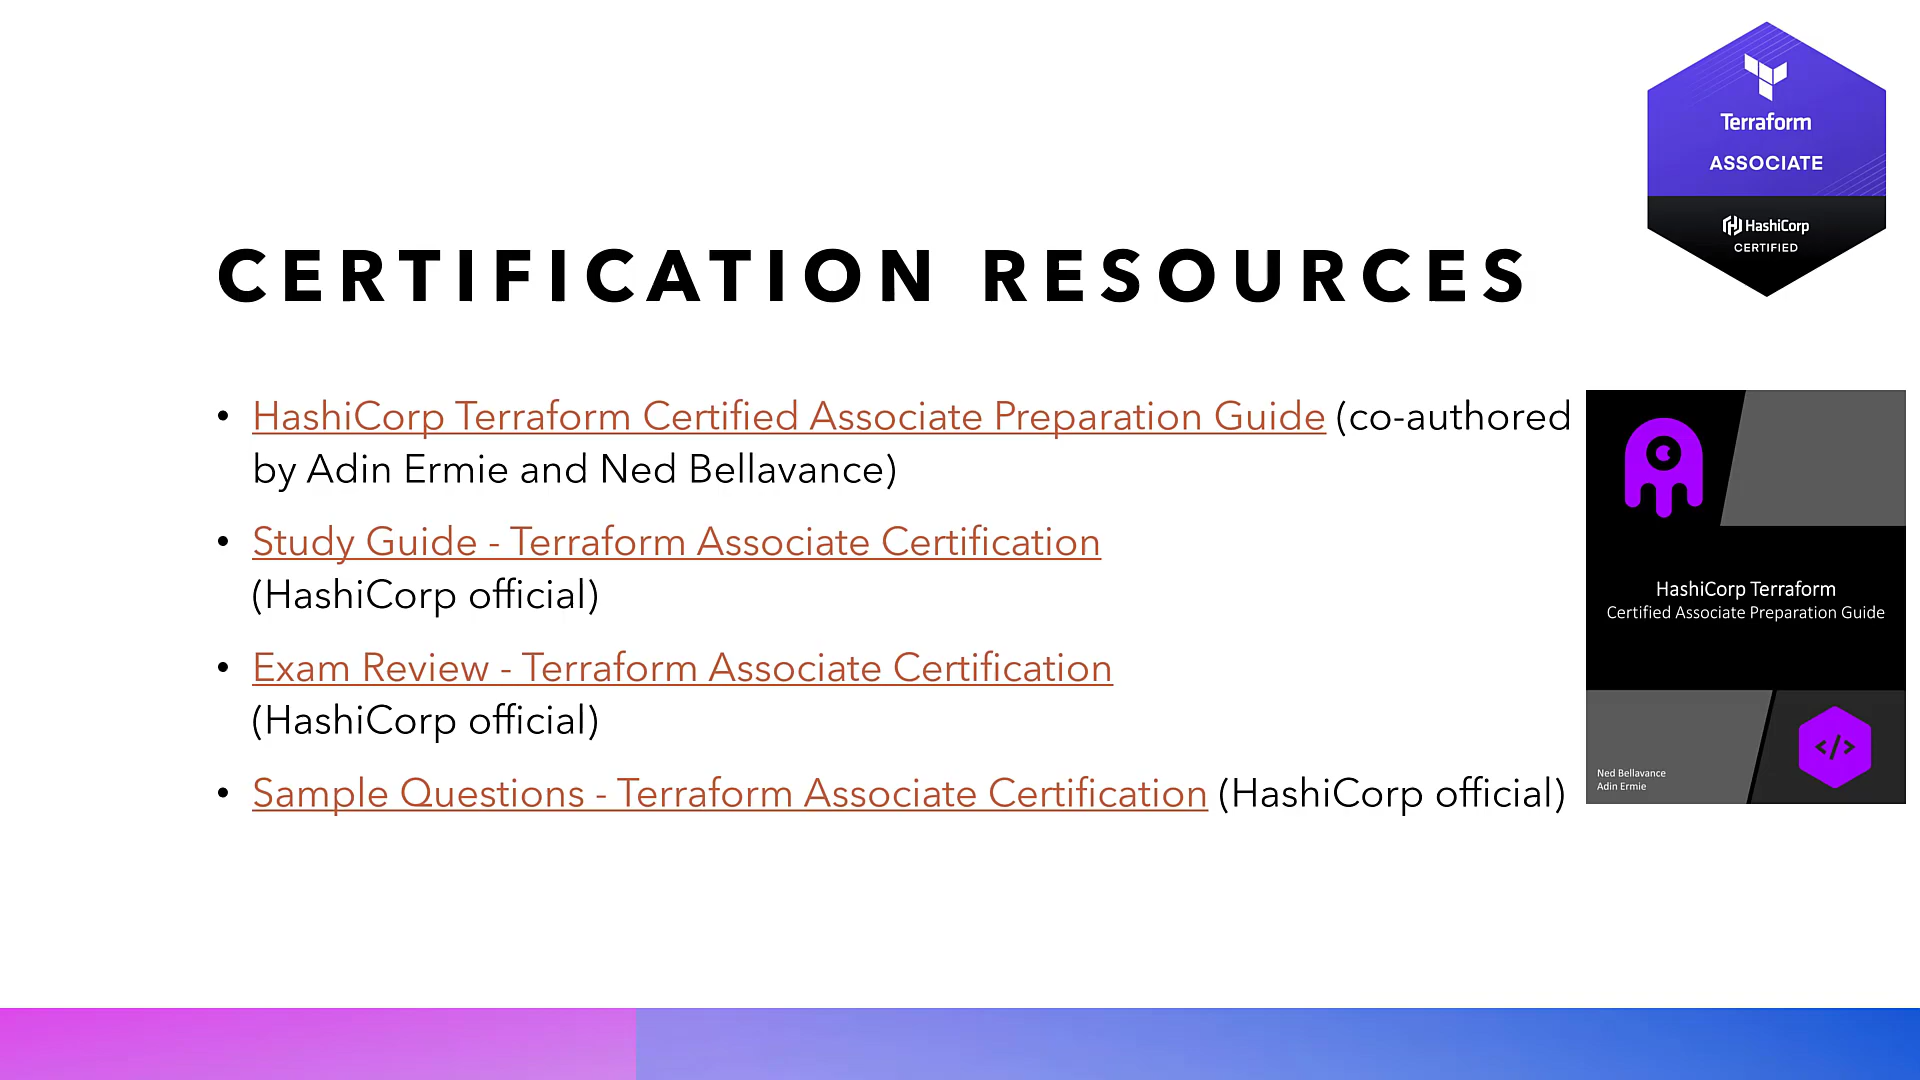 Terraform
ASSOCIATE
HashiCorp
CERTIFIED
CERTIFICATION RESOURCES
• HashiCorp Terraform Certified Associate Preparation Guide (co-authored
by Adin Ermie and Ned Bellavance)
• Study Guide - Terraform Associate Certification
(HashiCorp official)
• Exam Review - Terraform Associate Certification
(HashiCorp official)
• Sample Questions - Terraform Associate Certification (HashiCorp official)
HashiCorp Terraform
Certified Associate Preparation Guide
</>
Ned Bellavance
Adin Ermie